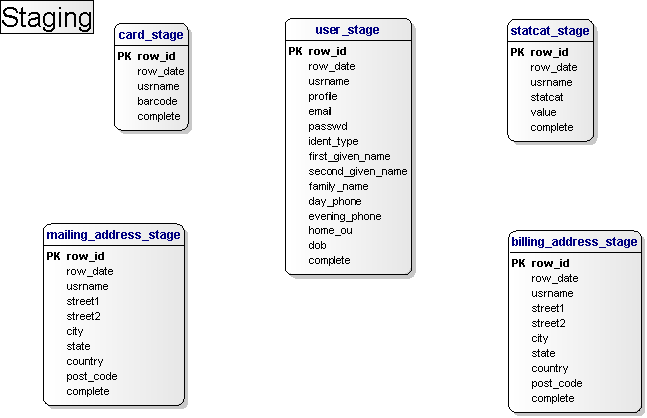 Staging
card_stage
PK row_id
row_date
usrname
barcode
complete
user_stage
PK row_id
row_date
usrname
profile
email
passwd
ident_type
first_given_name
second_given_name
family_name
day_phone
evening_phone
home_ou
dob
complete
statcat_stage
PK row_id
row_date
usrname
statcat
value
complete
mailing_address_stage
PK row_id
row_date
usrname
street1
street2
city
state
country
post_code
complete
billing_address_stage
PK row_id
row_date
usrname
street1
street2
city
state
country
post_code
complete